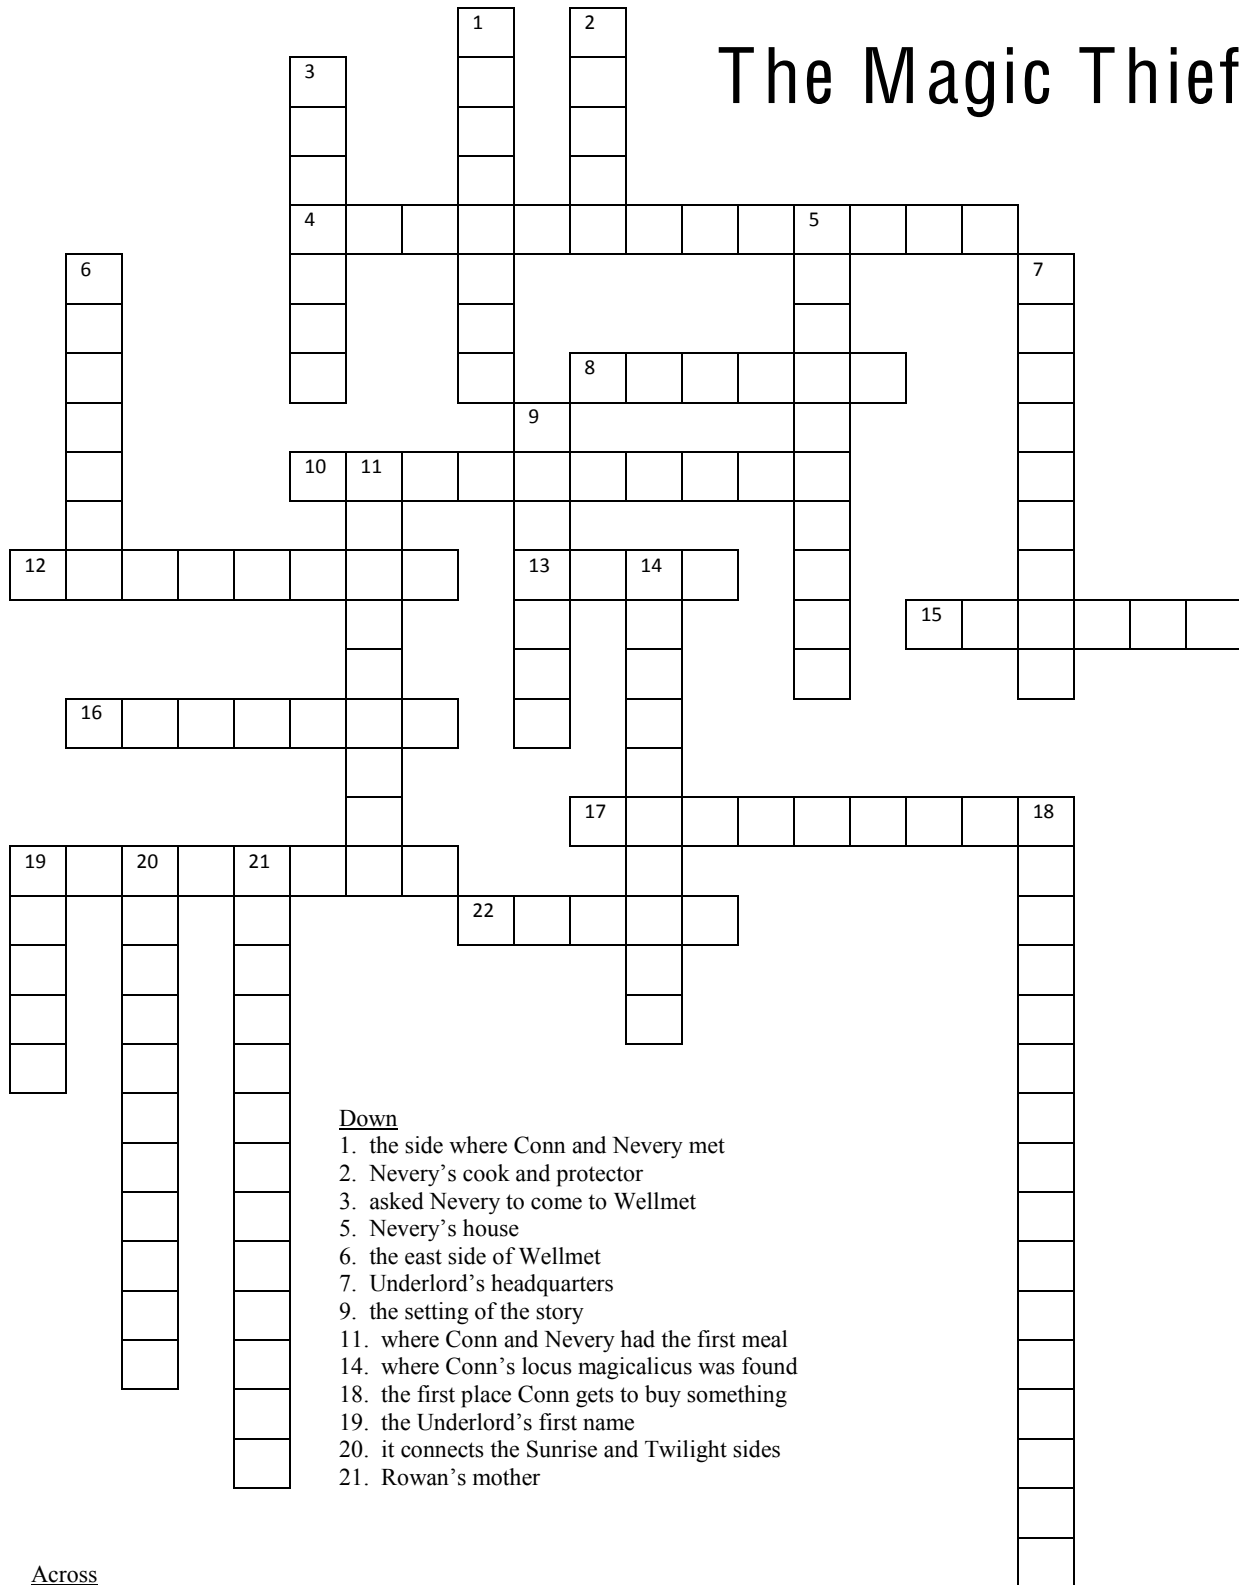 The Magic Thief
1 2
3
4 5
6 7
8
9
10 11
12 13 14
15
16
17 18
19 20 21
22
Down
1. the side where Conn and Nevery met
2. Nevery’s cook and protector
3. asked Nevery to come to Wellmet
5. Nevery’s house
6. the east side of Wellmet
7. Underlord’s headquarters
9. the setting of the story
11. where Conn and Nevery had the first meal
14. where Conn’s locus magicalicus was found
18. the first place Conn gets to buy something
19. the Underlord’s first name
20. it connects the Sunrise and Twilight sides
21. Rowan’s mother
Across